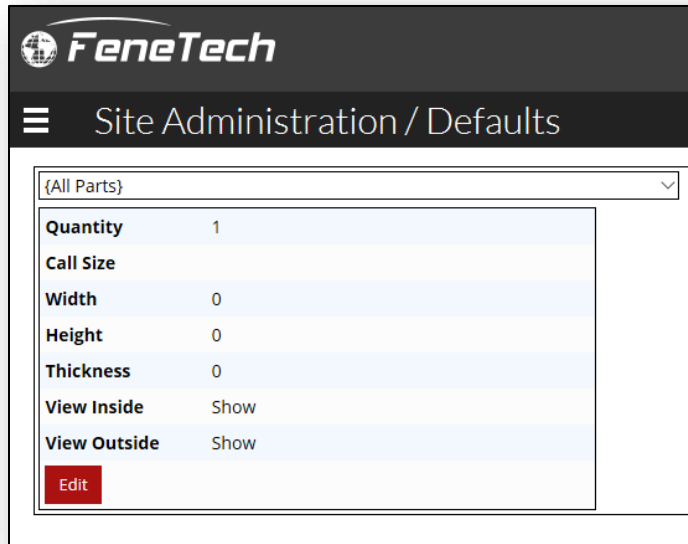 FeneTech
Site Administration / Defaults
{All Parts}
Quantity 1
Call Size
Width 0
Height 0
Thickness 0
View Inside Show
View Outside Show
Edit